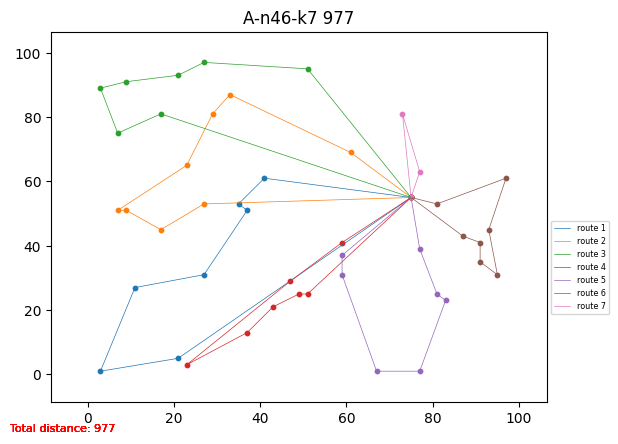 A-n46-k7 977
100
80
60
40
20
0
0 20 40 60 80 100
route 1
route 2
route 3
route 4
route 5
route 6
route 7
Total distance: 977